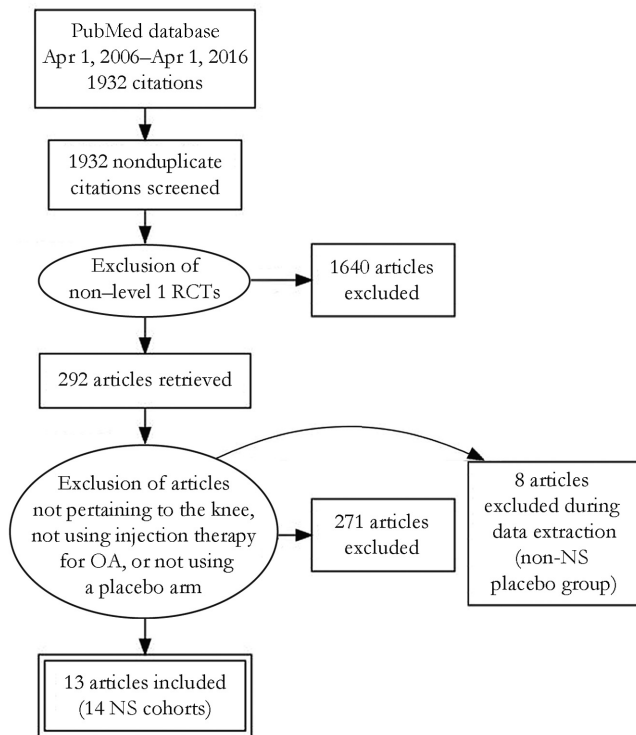 PubMed database
Apr 1, 2006–Apr 1, 2016
1932 citations
1932 nonduplicate
citations screened
Exclusion of
non–level 1 RCTs
1640 articles
excluded
292 articles retrieved
Exclusion of articles
not pertaining to the knee,
not using injection therapy
for OA, or not using
a placebo arm
271 articles
excluded
8 articles
excluded during
data extraction
(non-NS
placebo group)
13 articles included
(14 NS cohorts)